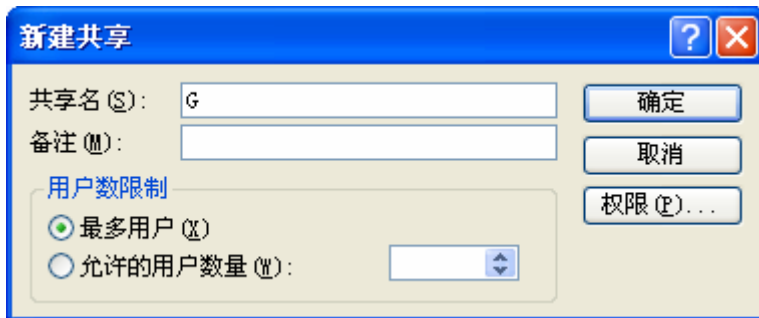 新建共享
共享名(S): G
确定
备注(M):
取消
用户数限制
权限(P)...
最多用户(X)
允许的用户数量(W):